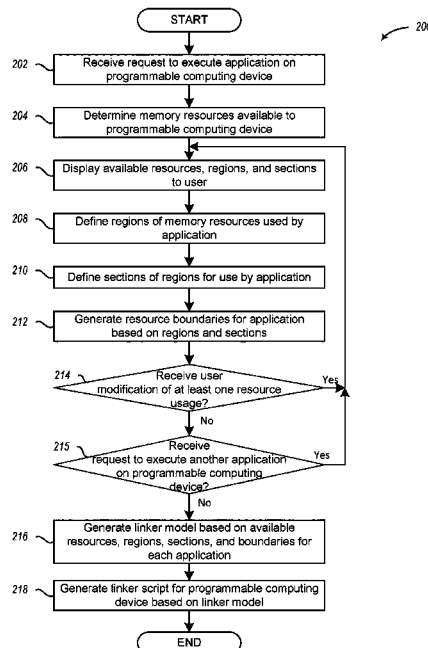 START
200
202
Receive request to execute application on
programmable computing device
204
Determine memory resources available to
programmable computing device
206
Display available resources, regions, and sections
to user
208
Define regions of memory resources used by
application
210
Define sections of regions for use by application
212
Generate resource boundaries for application
based on regions and sections
214
Receive user
modification of at least one resource
usage?
Yes
No
215
Receive
request to execute another application
on programmable computing
device?
Yes
No
216
Generate linker model based on available
resources, regions, sections, and boundaries for
each application
218
Generate linker script for programmable computing
device based on linker model
END